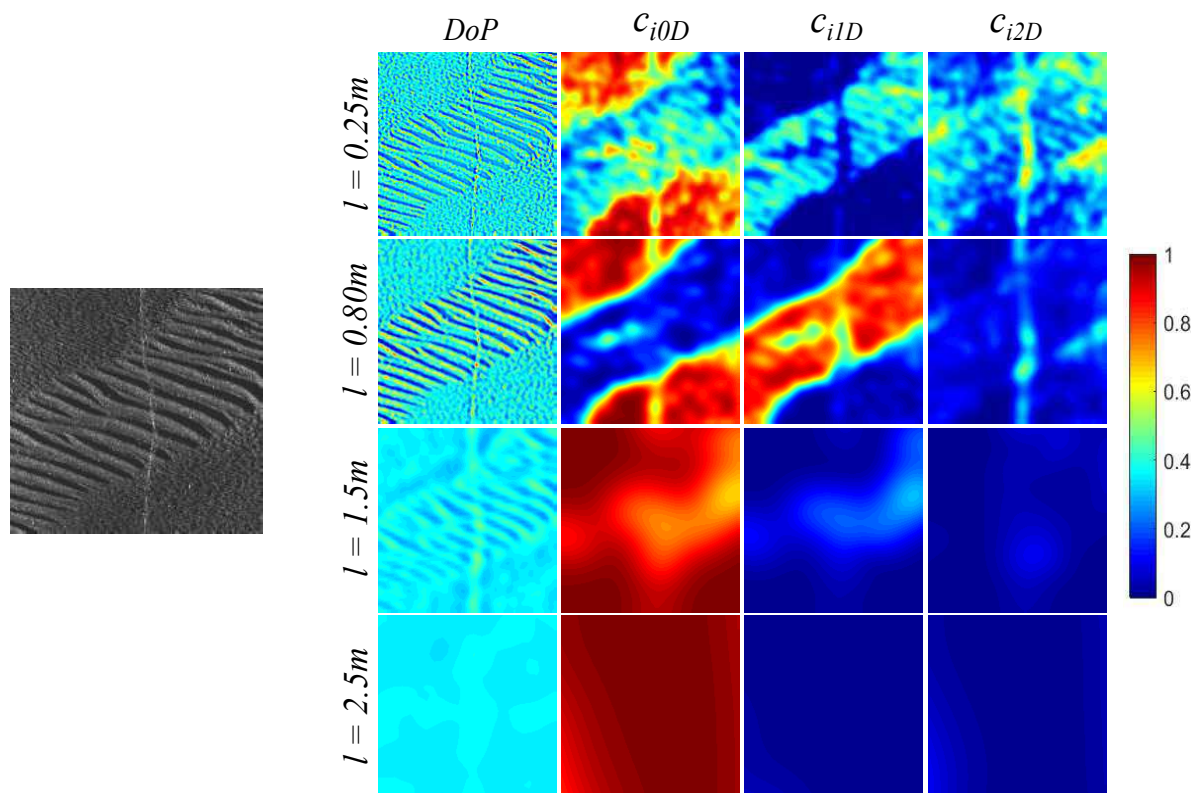 DoP c_{i0D} c_{i1D} c_{i2D}
l = 0.25m
l = 0.80m
l = 1.5m
l = 2.5m
1
0.8
0.6
0.4
0.2
0